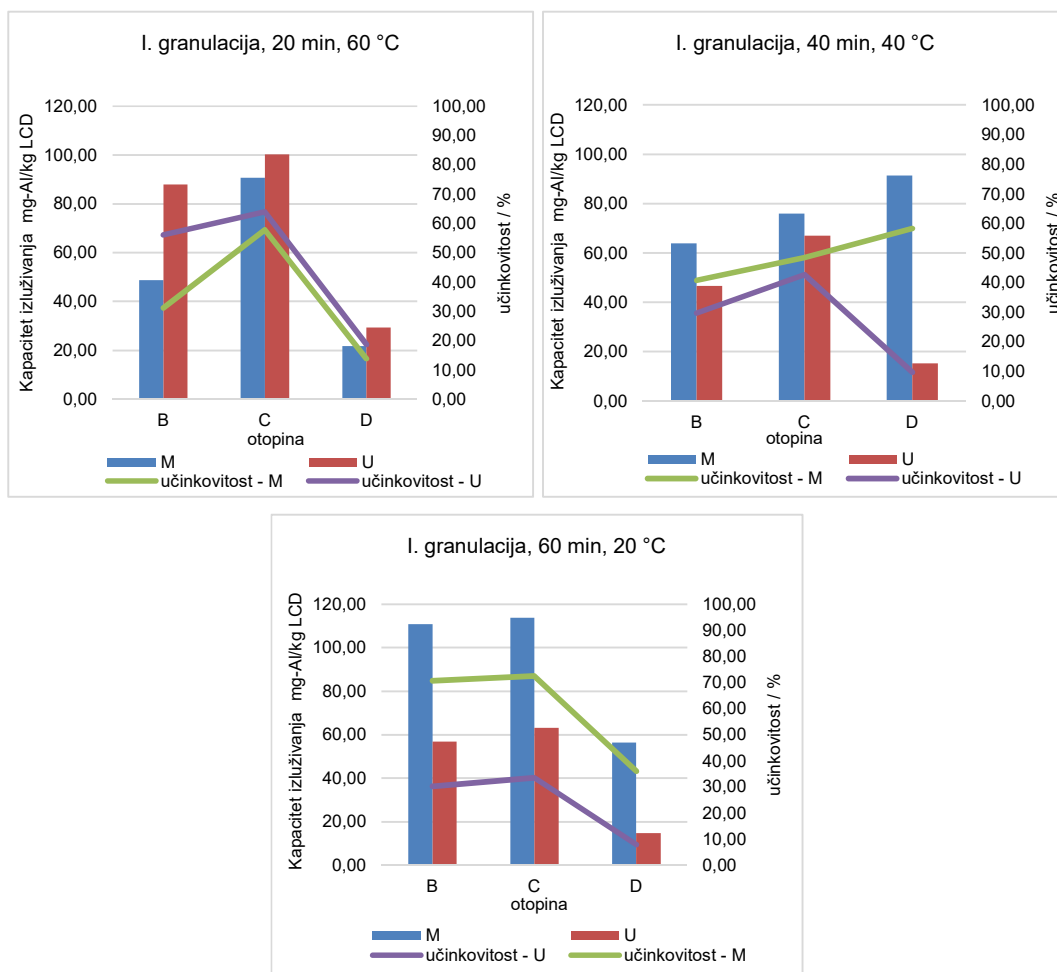 I. granulacija, 20 min, 60 °C
Kapacitet izluživanja mg-Al/kg LCD
120,00
100,00
80,00
60,00
40,00
20,00
0,00
100,00
90,00
80,00
70,00
60,00
50,00
40,00
30,00
20,00
10,00
0,00
učinkovitost / %
B C D
otopina
M U
učinkovitost - M učinkovitost - U
I. granulacija, 40 min, 40 °C
Kapacitet izluživanja mg-Al/kg LCD
120,00
100,00
80,00
60,00
40,00
20,00
0,00
100,00
90,00
80,00
70,00
60,00
50,00
40,00
30,00
20,00
10,00
0,00
učinkovitost / %
B C D
otopina
M U
učinkovitost - M učinkovitost - U
I. granulacija, 60 min, 20 °C
Kapacitet izluživanja mg-Al/kg LCD
120,00
100,00
80,00
60,00
40,00
20,00
0,00
100,00
90,00
80,00
70,00
60,00
50,00
40,00
30,00
20,00
10,00
0,00
učinkovitost / %
B C D
otopina
M U
učinkovitost - U učinkovitost - M